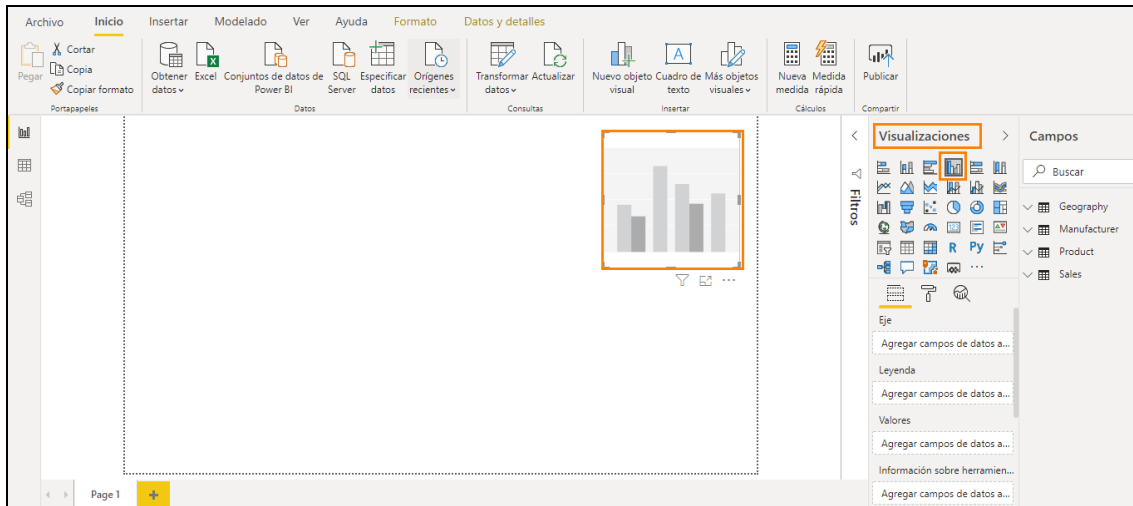 Archivo Inicio Insertar Modelado Ver Ayuda Formato Datos y detalles
Pegar
Cortar
Copia
Copiar formato
Portapapeles
Obtener datos
Excel
Conjuntos de datos de Power BI
SQL Server
Especificar datos
Orígenes recientes
Datos
Transformar datos
Actualizar
Consultas
Nuevo objeto visual
A
Cuadro de texto
Más objetos visuales
Insertar
Nueva medida
Medida rápida
Cálculos
Publicar
Compartir
Filtros
Visualizaciones
R Py
Eje
Agregar campos de datos a...
Leyenda
Agregar campos de datos a...
Valores
Agregar campos de datos a...
Información sobre herramien...
Agregar campos de datos a...
Campos
Buscar
Geography
Manufacturer
Product
Sales
Page 1